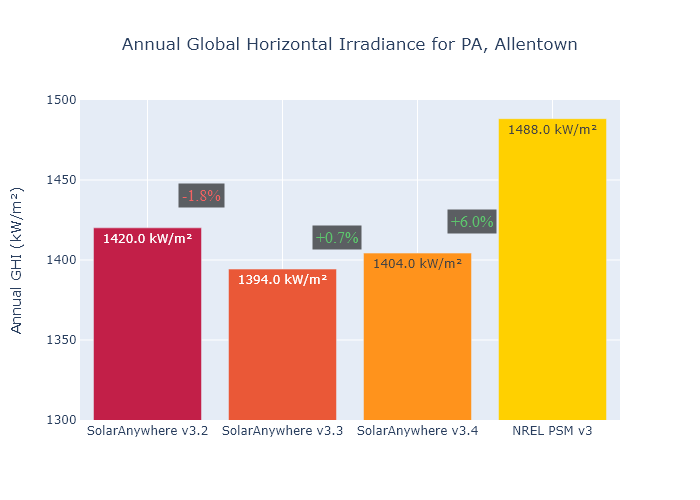 Annual Global Horizontal Irradiance for PA, Allentown
Annual GHI (kW/m²)
1500
1450
1400
1350
1300
1420.0 kW/m²
1394.0 kW/m²
1404.0 kW/m²
1488.0 kW/m²
-1.8%
+0.7%
+6.0%
SolarAnywhere v3.2
SolarAnywhere v3.3
SolarAnywhere v3.4
NREL PSM v3